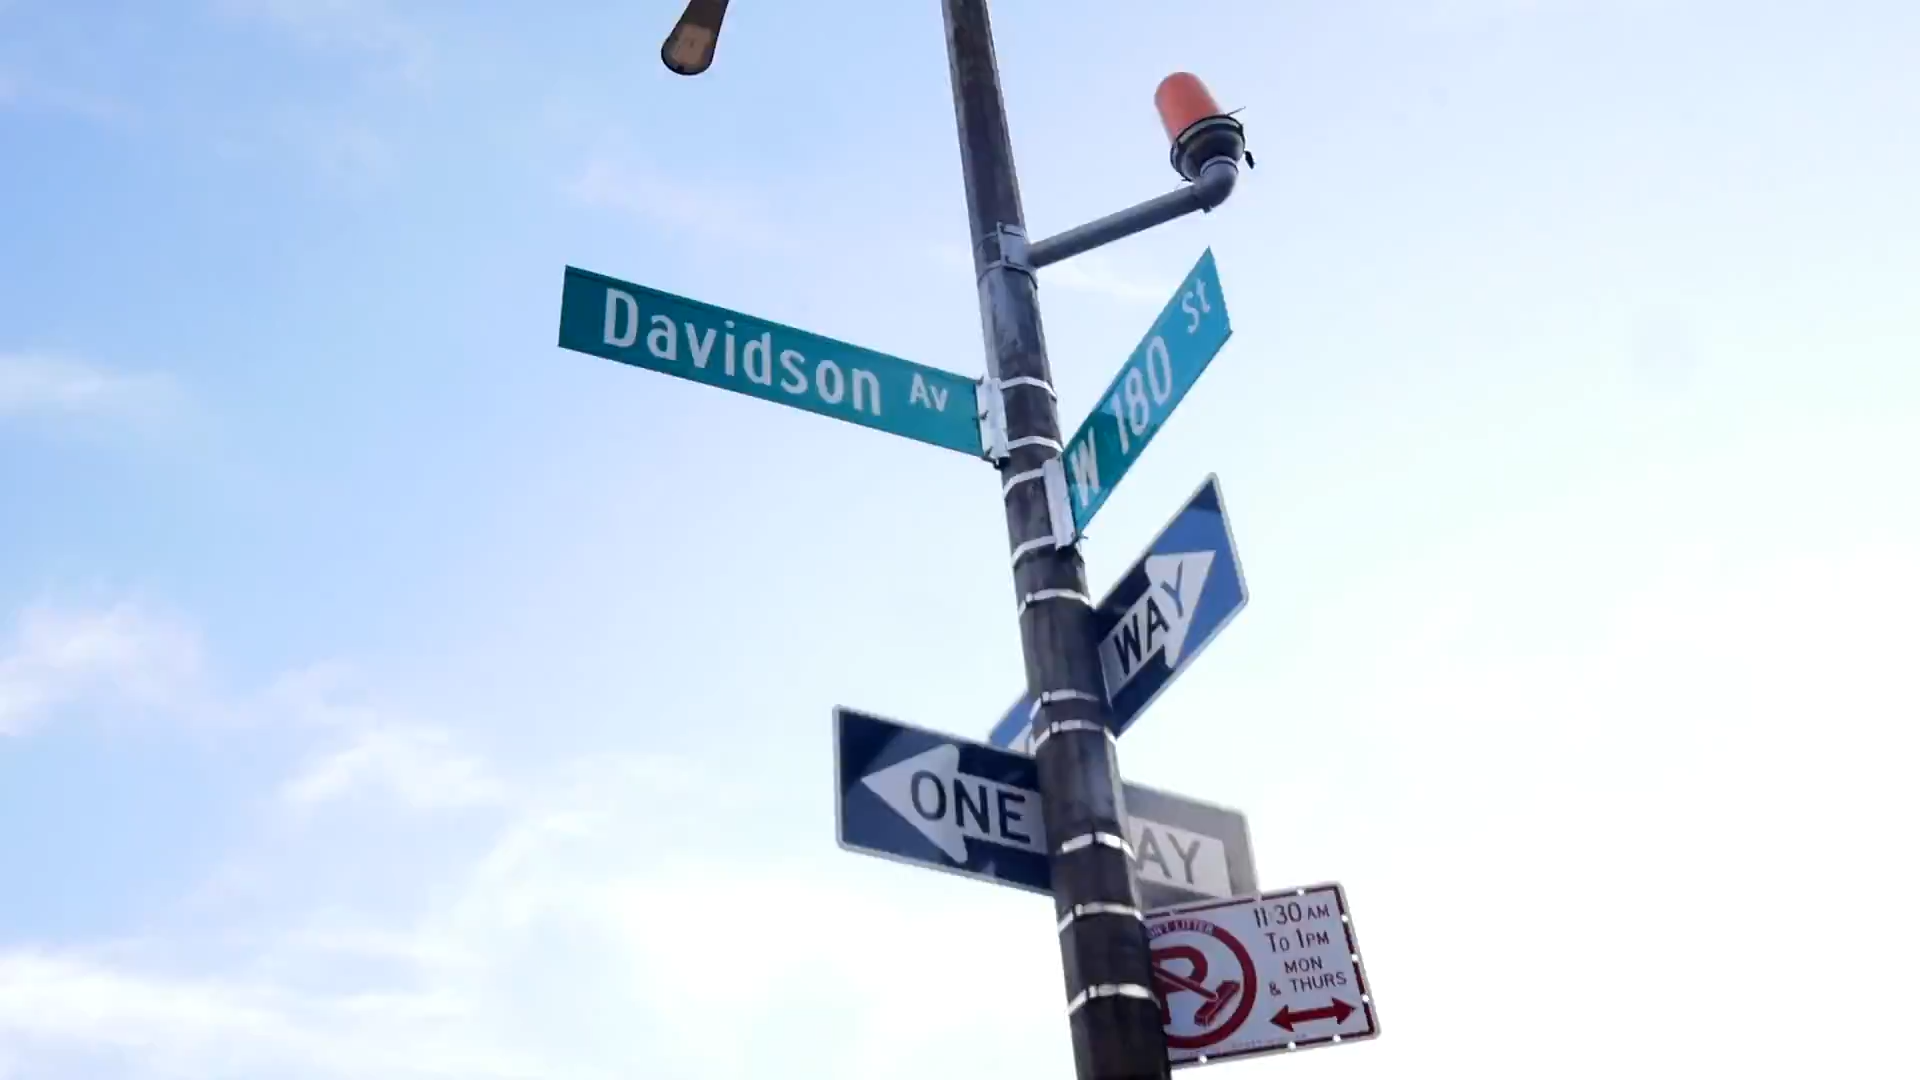 Davidson Av
W 180 St
WAY
ONE
AY
11:30 AM
To 1PM
MON
& THURS